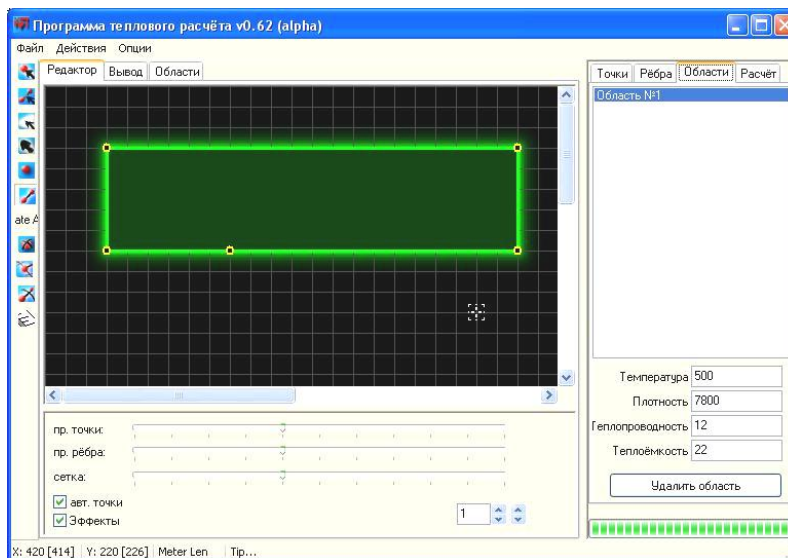 Программа теплового расчёта v0.62 (alpha)
Файл Действия Опции
Редактор Вывод Области
Точки Рёбра Области Расчёт
Область №1
ate A
Температура 500
Плотность 7800
Теплопроводность 12
Теплоёмкость 22
Удалить область
пр. точки:
пр. рёбра:
сетка:
авт. точки
Эффекты
1
X: 420 [414] Y: 220 [226] Meter Len Tip...